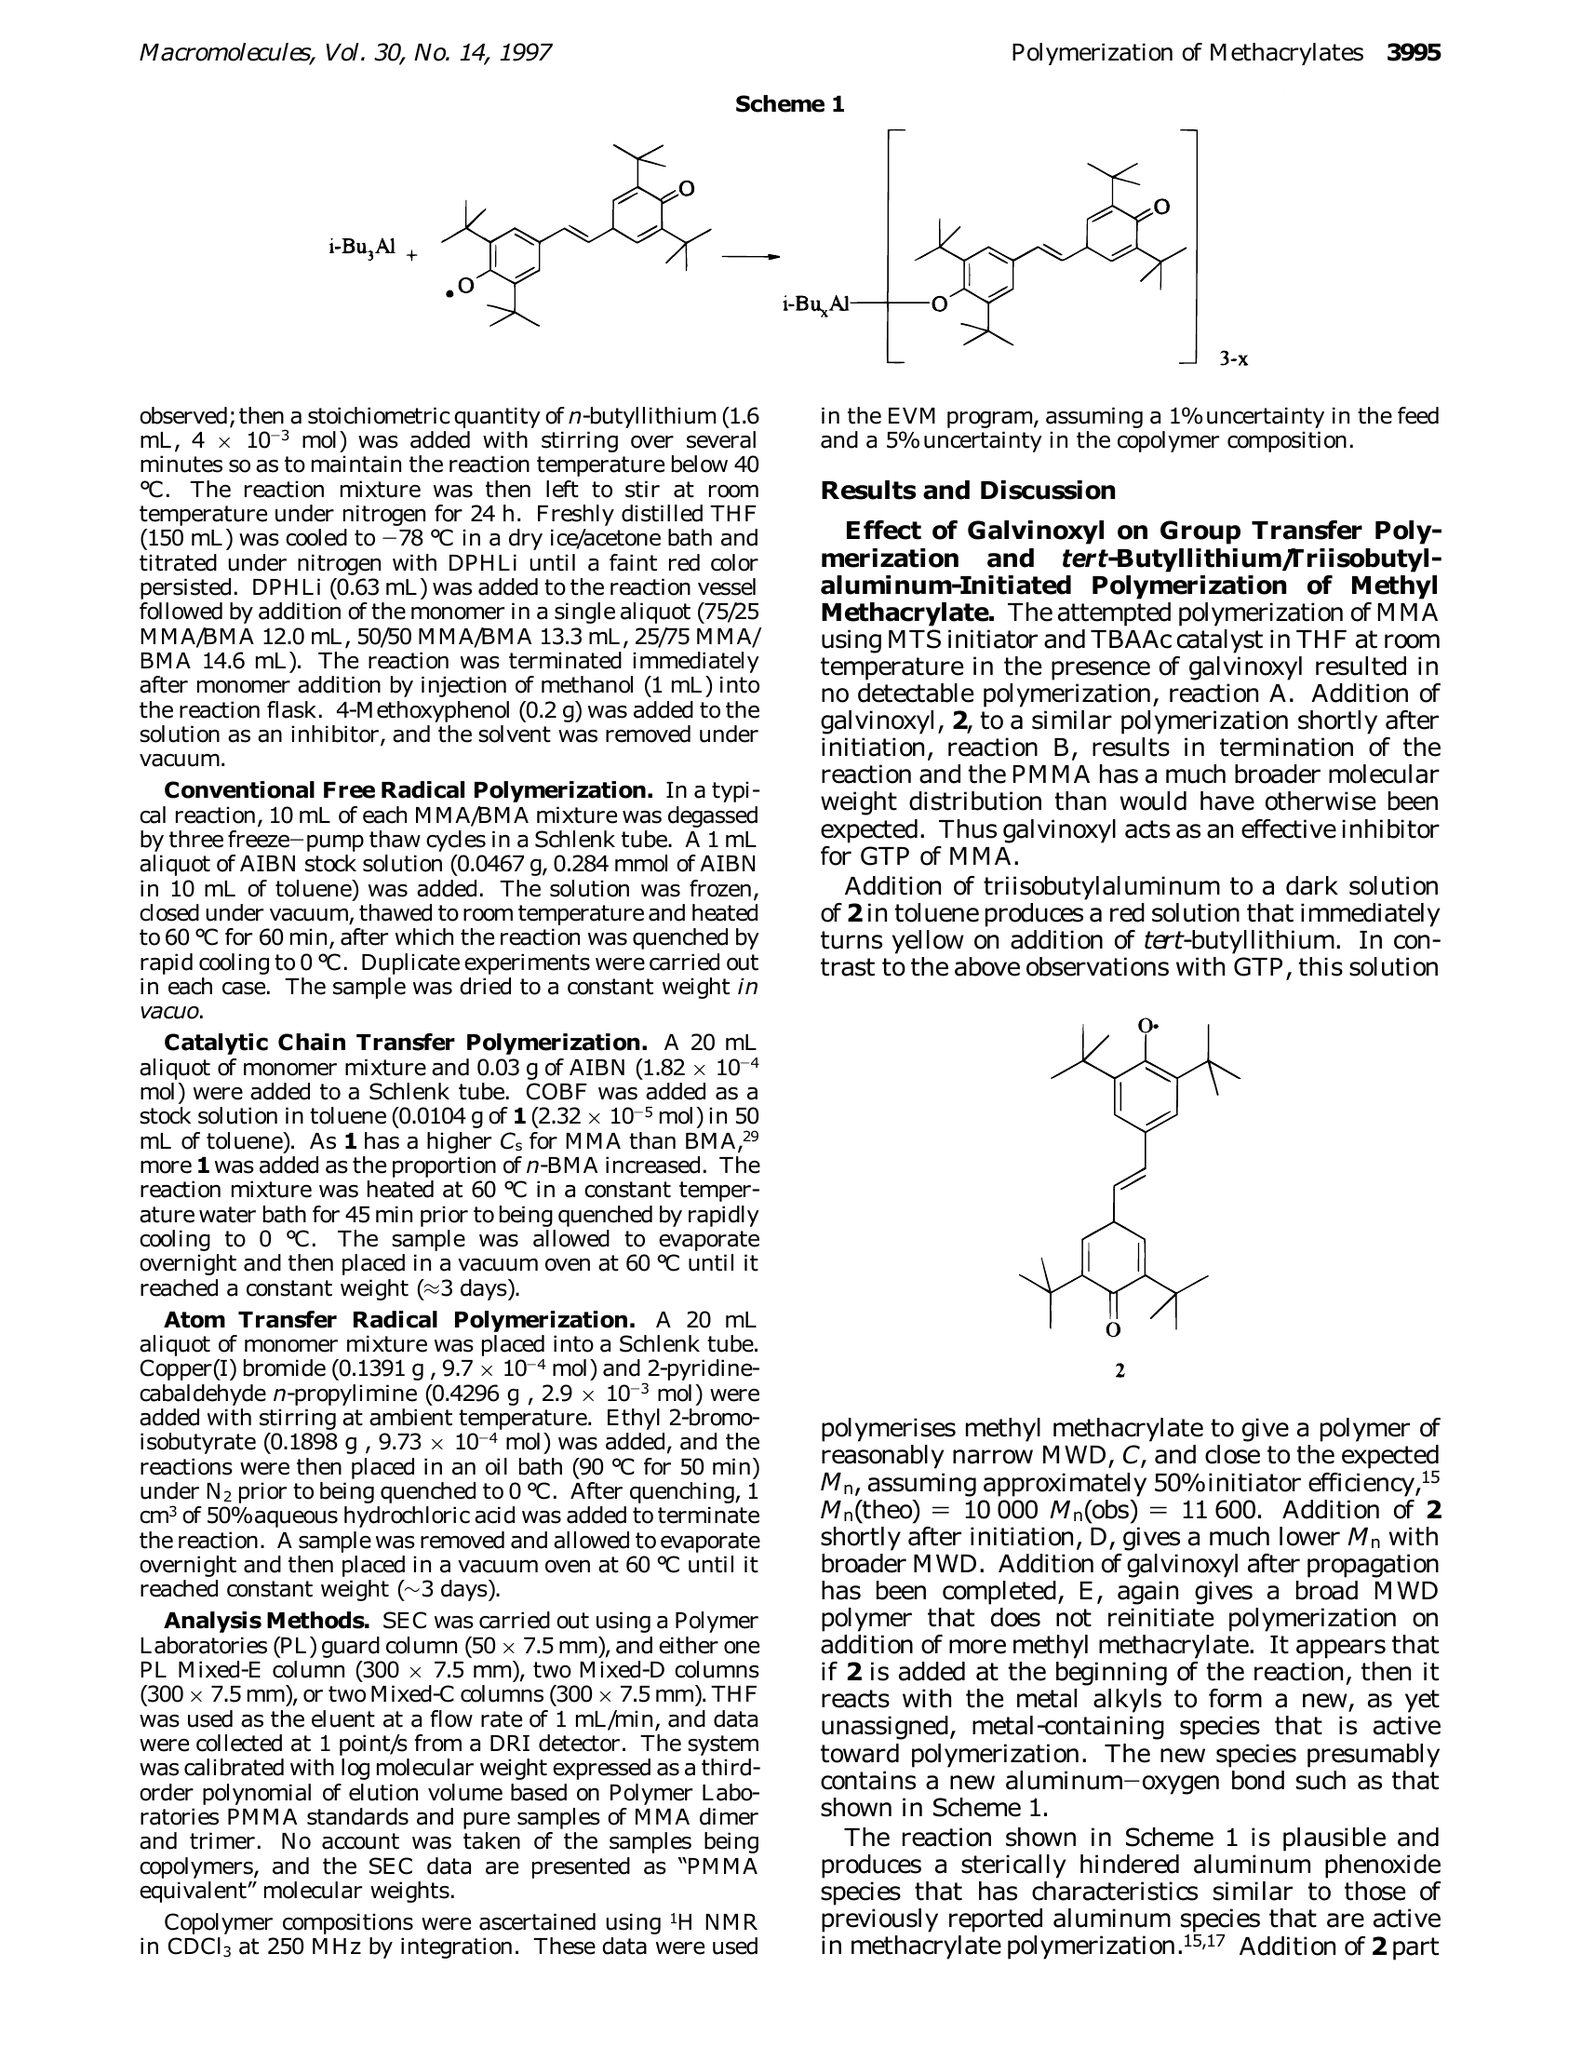 Macromolecules, Vol. 30, No. 14, 1997
Polymerization of Methacrylates 3995
Scheme 1
i-Bu3Al +
•O
O
i-BuxAl
O
O
3-x
observed; then a stoichiometric quantity of n-butyllithium (1.6
mL, 4 × 10−3 mol) was added with stirring over several
minutes so as to maintain the reaction temperature below 40
°C. The reaction mixture was then left to stir at room
temperature under nitrogen for 24 h. Freshly distilled THF
(150 mL) was cooled to −78 °C in a dry ice/acetone bath and
titrated under nitrogen with DPHLi until a faint red color
persisted. DPHLi (0.63 mL) was added to the reaction vessel
followed by addition of the monomer in a single aliquot (75/25
MMA/BMA 12.0 mL, 50/50 MMA/BMA 13.3 mL, 25/75 MMA/
BMA 14.6 mL). The reaction was terminated immediately
after monomer addition by injection of methanol (1 mL) into
the reaction flask. 4-Methoxyphenol (0.2 g) was added to the
solution as an inhibitor, and the solvent was removed under
vacuum.
Conventional Free Radical Polymerization. In a typi-
cal reaction, 10 mL of each MMA/BMA mixture was degassed
by three freeze−pump thaw cycles in a Schlenk tube. A 1 mL
aliquot of AIBN stock solution (0.0467 g, 0.284 mmol of AIBN
in 10 mL of toluene) was added. The solution was frozen,
closed under vacuum, thawed to room temperature and heated
to 60 °C for 60 min, after which the reaction was quenched by
rapid cooling to 0 °C. Duplicate experiments were carried out
in each case. The sample was dried to a constant weight in
vacuo.
Catalytic Chain Transfer Polymerization. A 20 mL
aliquot of monomer mixture and 0.03 g of AIBN (1.82 × 10−4
mol) were added to a Schlenk tube. COBF was added as a
stock solution in toluene (0.0104 g of 1 (2.32 × 10−5 mol) in 50
mL of toluene). As 1 has a higher Cs for MMA than BMA,29
more 1 was added as the proportion of n-BMA increased. The
reaction mixture was heated at 60 °C in a constant temper-
ature water bath for 45 min prior to being quenched by rapidly
cooling to 0 °C. The sample was allowed to evaporate
overnight and then placed in a vacuum oven at 60 °C until it
reached a constant weight (≈3 days).
Atom Transfer Radical Polymerization. A 20 mL
aliquot of monomer mixture was placed into a Schlenk tube.
Copper(I) bromide (0.1391 g , 9.7 × 10−4 mol) and 2-pyridine-
cabaldehyde n-propylimine (0.4296 g , 2.9 × 10−3 mol) were
added with stirring at ambient temperature. Ethyl 2-bromo-
isobutyrate (0.1898 g , 9.73 × 10−4 mol) was added, and the
reactions were then placed in an oil bath (90 °C for 50 min)
under N2 prior to being quenched to 0 °C. After quenching, 1
cm3 of 50% aqueous hydrochloric acid was added to terminate
the reaction. A sample was removed and allowed to evaporate
overnight and then placed in a vacuum oven at 60 °C until it
reached constant weight (∼3 days).
Analysis Methods. SEC was carried out using a Polymer
Laboratories (PL) guard column (50 × 7.5 mm), and either one
PL Mixed-E column (300 × 7.5 mm), two Mixed-D columns
(300 × 7.5 mm), or two Mixed-C columns (300 × 7.5 mm). THF
was used as the eluent at a flow rate of 1 mL/min, and data
were collected at 1 point/s from a DRI detector. The system
was calibrated with log molecular weight expressed as a third-
order polynomial of elution volume based on Polymer Labo-
ratories PMMA standards and pure samples of MMA dimer
and trimer. No account was taken of the samples being
copolymers, and the SEC data are presented as “PMMA
equivalent” molecular weights.
Copolymer compositions were ascertained using 1H NMR
in CDCl3 at 250 MHz by integration. These data were used
in the EVM program, assuming a 1% uncertainty in the feed
and a 5% uncertainty in the copolymer composition.
Results and Discussion
Effect of Galvinoxyl on Group Transfer Poly-
merization and tert-Butyllithium/Triisobutyl-
aluminum-Initiated Polymerization of Methyl
Methacrylate. The attempted polymerization of MMA
using MTS initiator and TBAAc catalyst in THF at room
temperature in the presence of galvinoxyl resulted in
no detectable polymerization, reaction A. Addition of
galvinoxyl, 2, to a similar polymerization shortly after
initiation, reaction B, results in termination of the
reaction and the PMMA has a much broader molecular
weight distribution than would have otherwise been
expected. Thus galvinoxyl acts as an effective inhibitor
for GTP of MMA.
Addition of triisobutylaluminum to a dark solution
of 2 in toluene produces a red solution that immediately
turns yellow on addition of tert-butyllithium. In con-
trast to the above observations with GTP, this solution
O•
O
2
polymerises methyl methacrylate to give a polymer of
reasonably narrow MWD, C, and close to the expected
Mn, assuming approximately 50% initiator efficiency,15
Mn(theo) = 10 000 Mn(obs) = 11 600. Addition of 2
shortly after initiation, D, gives a much lower Mn with
broader MWD. Addition of galvinoxyl after propagation
has been completed, E, again gives a broad MWD
polymer that does not reinitiate polymerization on
addition of more methyl methacrylate. It appears that
if 2 is added at the beginning of the reaction, then it
reacts with the metal alkyls to form a new, as yet
unassigned, metal-containing species that is active
toward polymerization. The new species presumably
contains a new aluminum−oxygen bond such as that
shown in Scheme 1.
The reaction shown in Scheme 1 is plausible and
produces a sterically hindered aluminum phenoxide
species that has characteristics similar to those of
previously reported aluminum species that are active
in methacrylate polymerization.15,17 Addition of 2 part